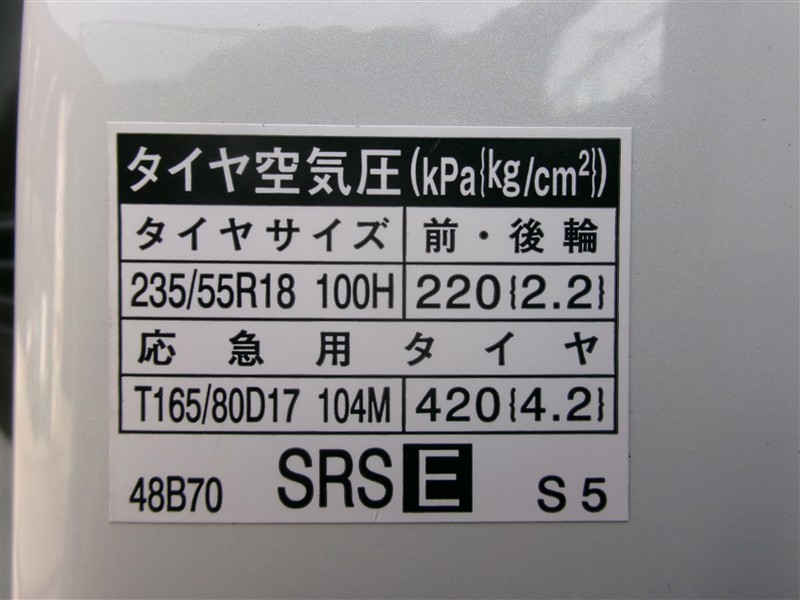 タイヤ空気圧(kPa{kg/cm²})
タイヤサイズ 前・後輪
235/55R18 100H 220{2.2}
応急用タイヤ
T165/80D17 104M 420{4.2}
48B70 SRS E S5